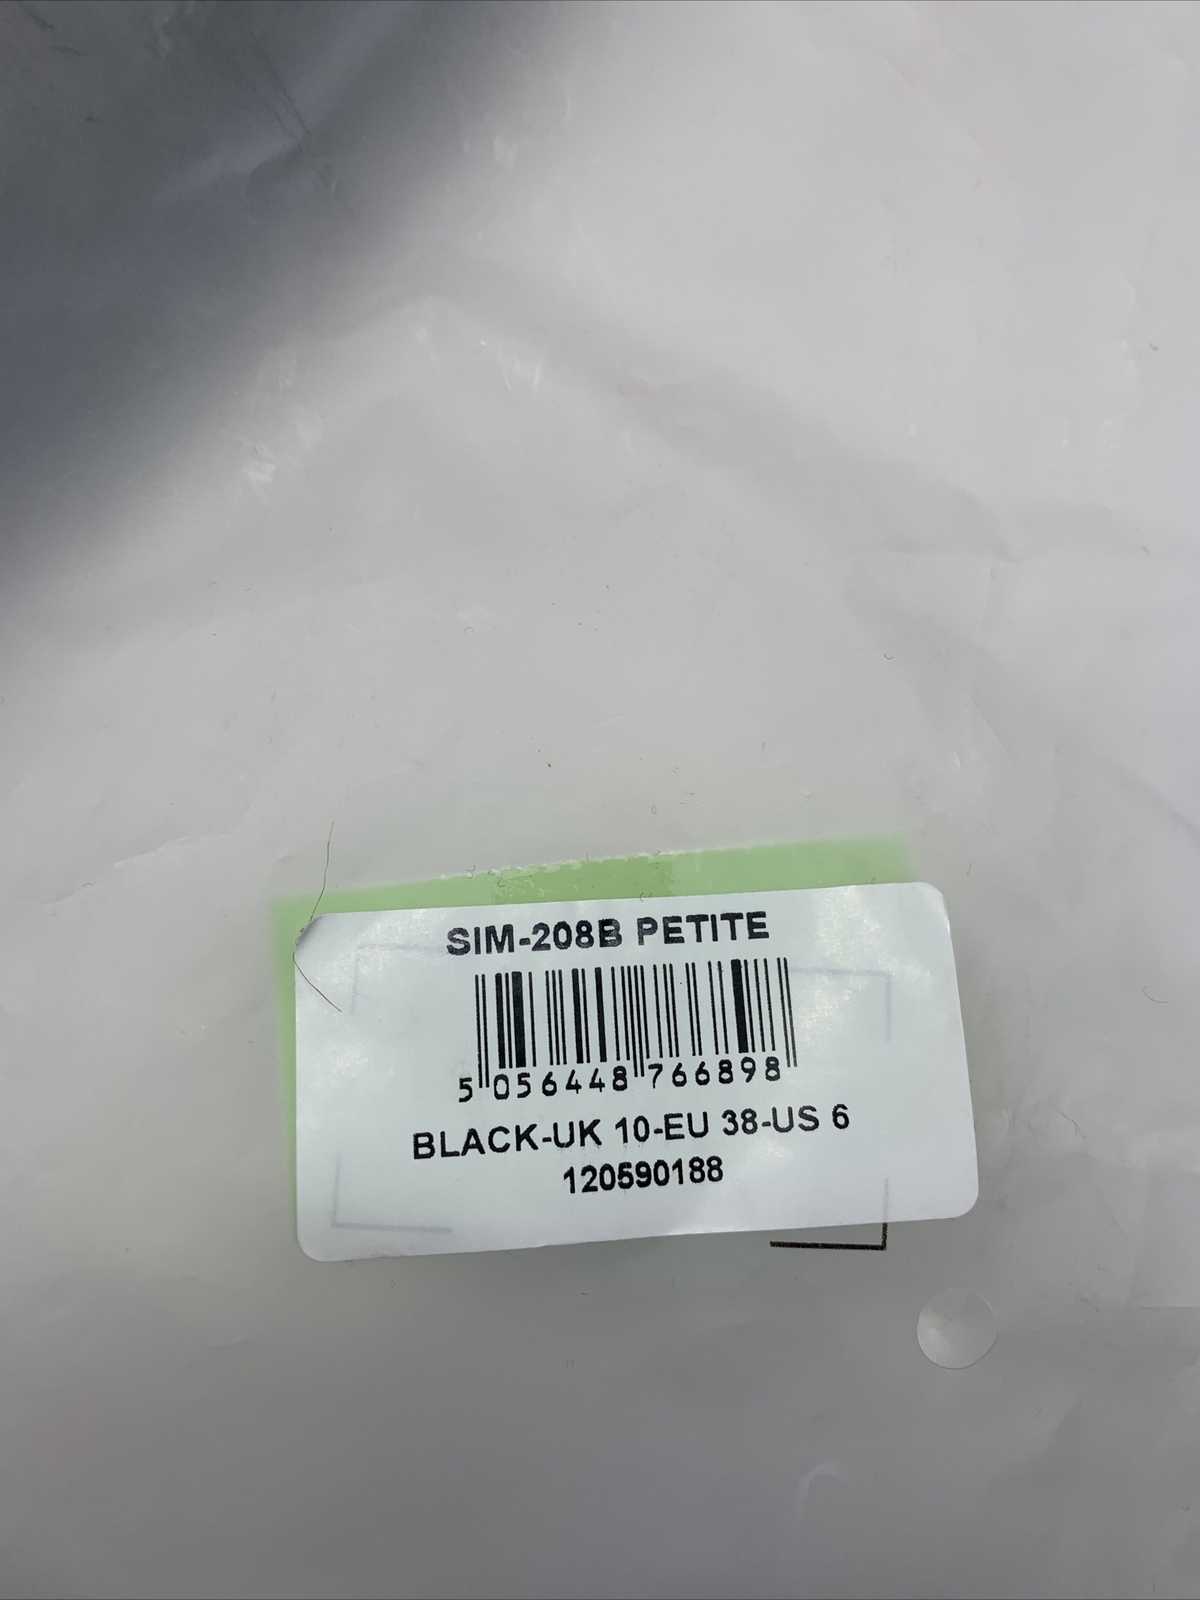 SIM-208B PETITE
5 056448 766898
BLACK-UK 10-EU 38-US 6
120590188